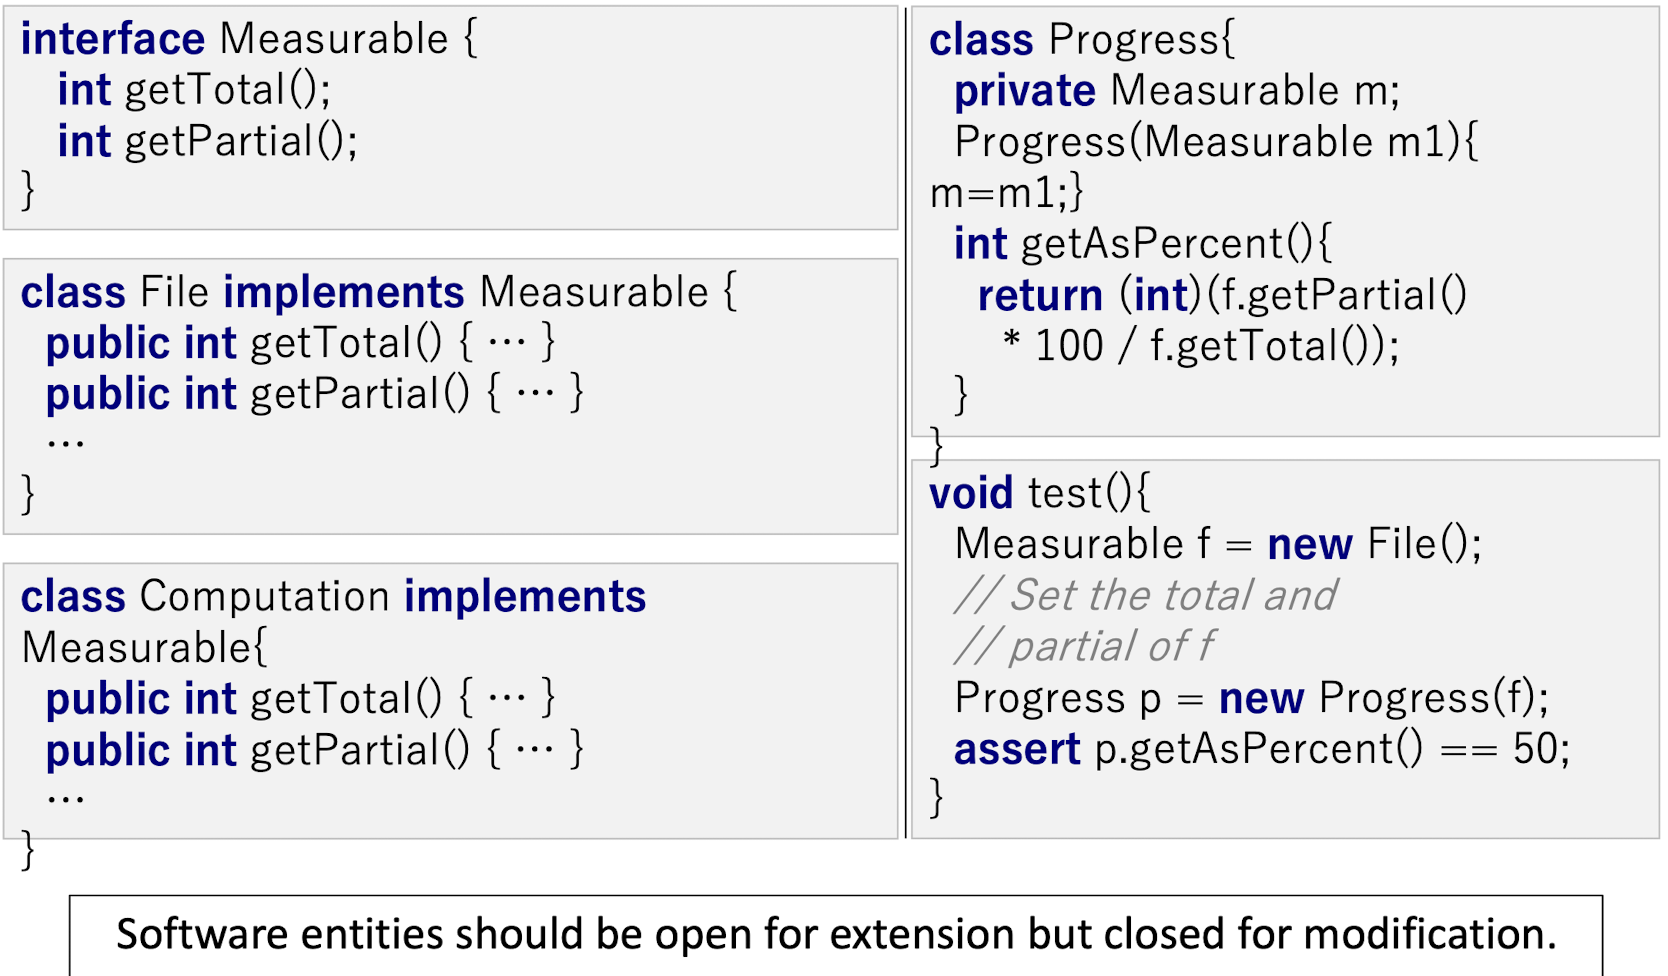 interface Measurable {
int getTotal();
int getPartial();
}
class File implements Measurable {
public int getTotal() { ⋯ }
public int getPartial() { ⋯ }
⋯
}
class Computation implements
Measurable{
public int getTotal() { ⋯ }
public int getPartial() { ⋯ }
⋯
}
class Progress{
private Measurable m;
Progress(Measurable m1){
m=m1;}
int getAsPercent(){
return (int)(f.getPartial()
* 100 / f.getTotal());
}
}
void test(){
Measurable f = new File();
// Set the total and
// partial of f
Progress p = new Progress(f);
assert p.getAsPercent() == 50;
}
Software entities should be open for extension but closed for modification.